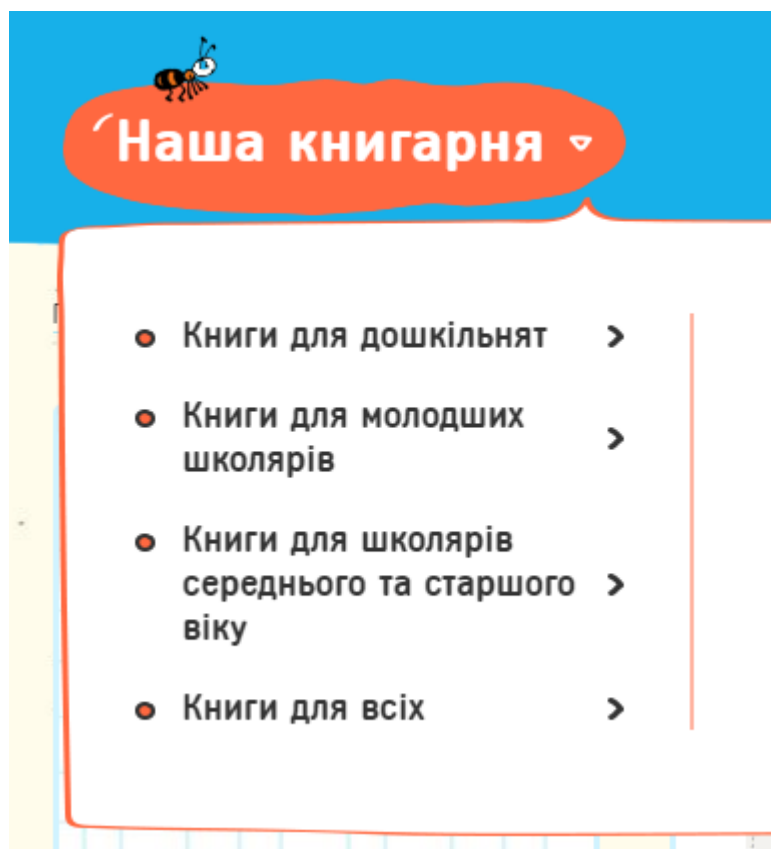 Наша книгарня
Книги для дошкільнят
Книги для молодших
школярів
Книги для школярів
середнього та старшого
віку
Книги для всіх